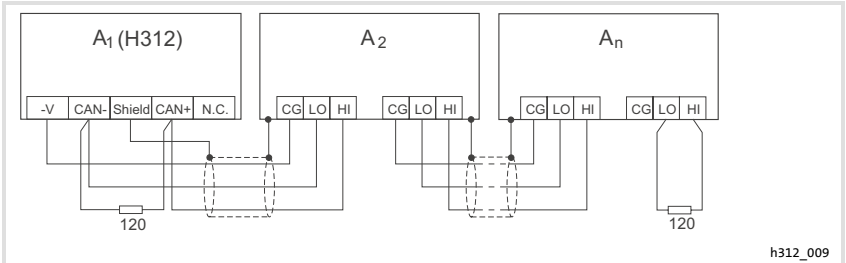 A1 (H312) A2 An
-V CAN- Shield CAN+ N.C. CG LO HI CG LO HI CG LO HI CG LO HI
120 120
h312_009